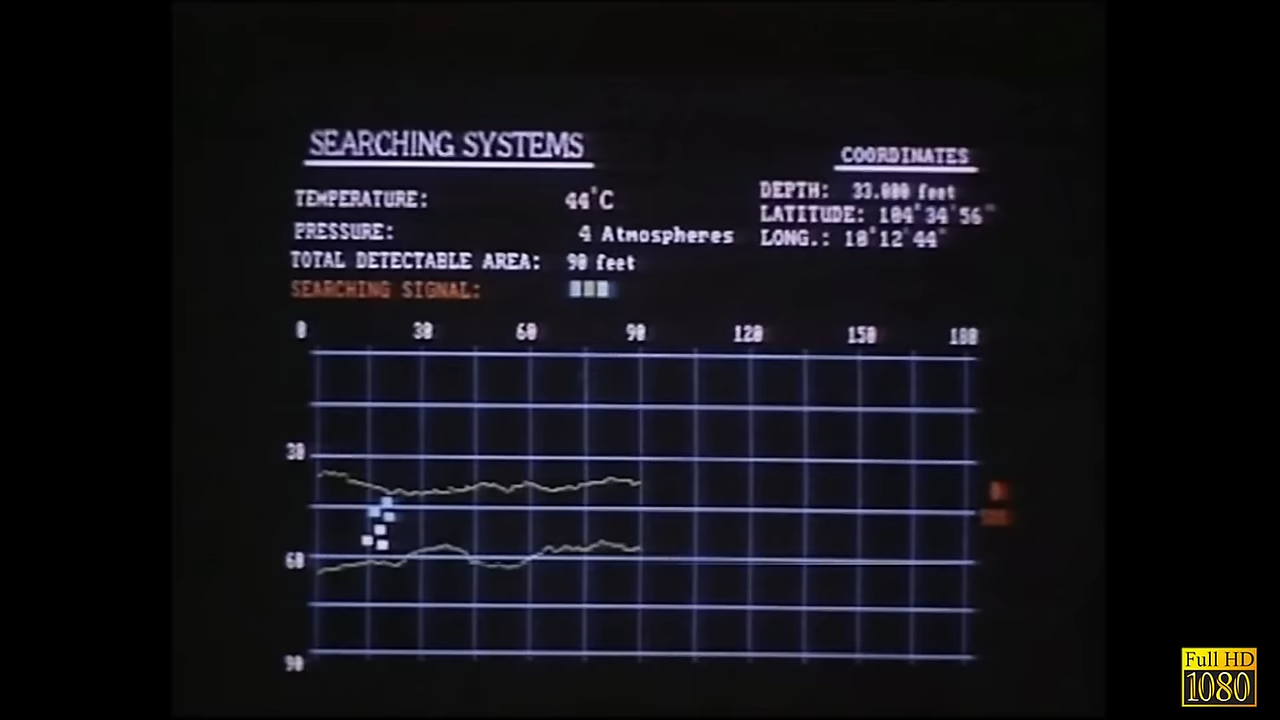 SEARCHING SYSTEMS
COORDINATES
TEMPERATURE: 44°C
PRESSURE: 4 Atmospheres
TOTAL DETECTABLE AREA: 90 feet
SEARCHING SIGNAL:
DEPTH: 33.000 feet
LATITUDE: 104°34'56"
LONG.: 10°12'44"
0 30 60 90 120 150 180
30
60
90
Full HD
1080